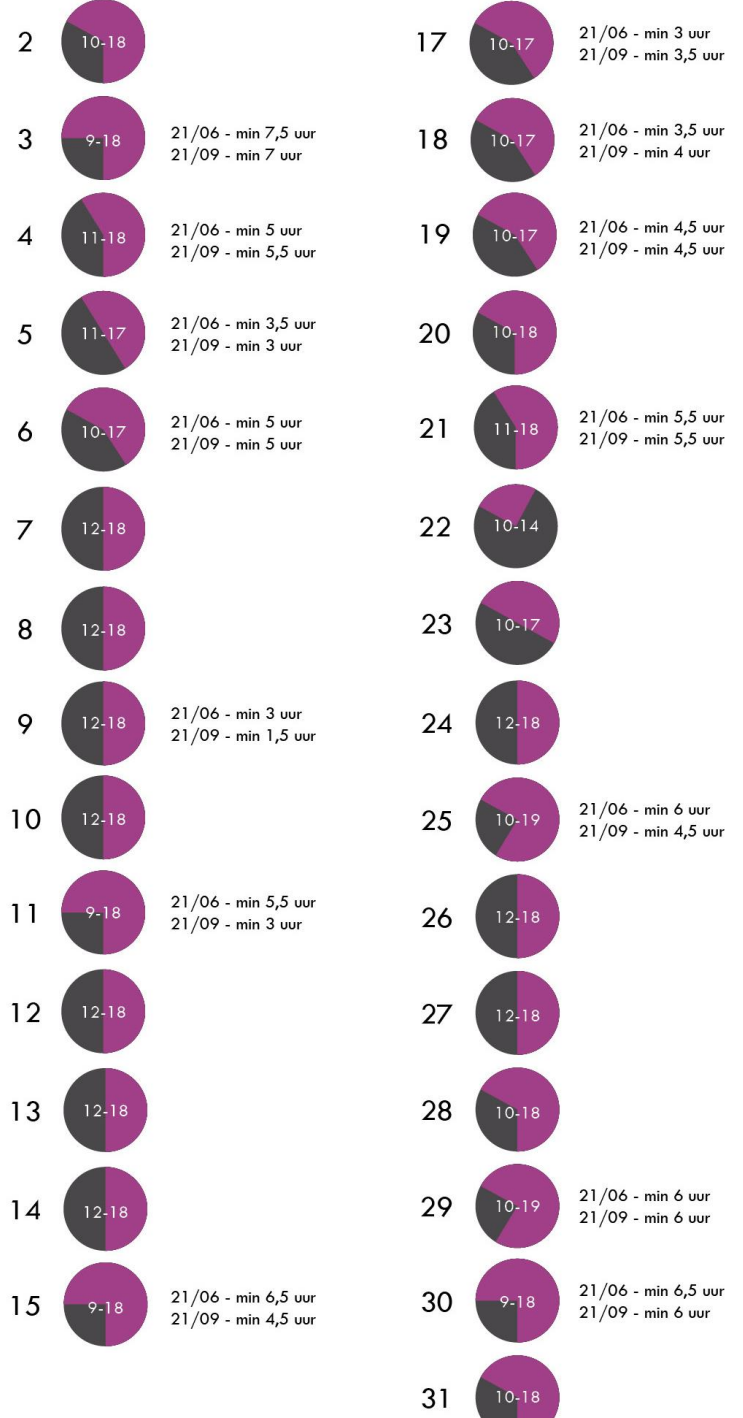 2
10-18
3
9-18
21/06 - min 7,5 uur
21/09 - min 7 uur
4
11-18
21/06 - min 5 uur
21/09 - min 5,5 uur
5
11-17
21/06 - min 3,5 uur
21/09 - min 3 uur
6
10-17
21/06 - min 5 uur
21/09 - min 5 uur
7
12-18
8
12-18
9
12-18
21/06 - min 3 uur
21/09 - min 1,5 uur
10
12-18
11
9-18
21/06 - min 5,5 uur
21/09 - min 3 uur
12
12-18
13
12-18
14
12-18
15
9-18
21/06 - min 6,5 uur
21/09 - min 4,5 uur
17
10-17
21/06 - min 3 uur
21/09 - min 3,5 uur
18
10-17
21/06 - min 3,5 uur
21/09 - min 4 uur
19
10-17
21/06 - min 4,5 uur
21/09 - min 4,5 uur
20
10-18
21
11-18
21/06 - min 5,5 uur
21/09 - min 5,5 uur
22
10-14
23
10-17
24
12-18
25
10-19
21/06 - min 6 uur
21/09 - min 4,5 uur
26
12-18
27
12-18
28
10-18
29
10-19
21/06 - min 6 uur
21/09 - min 6 uur
30
9-18
21/06 - min 6,5 uur
21/09 - min 6 uur
31
10-18